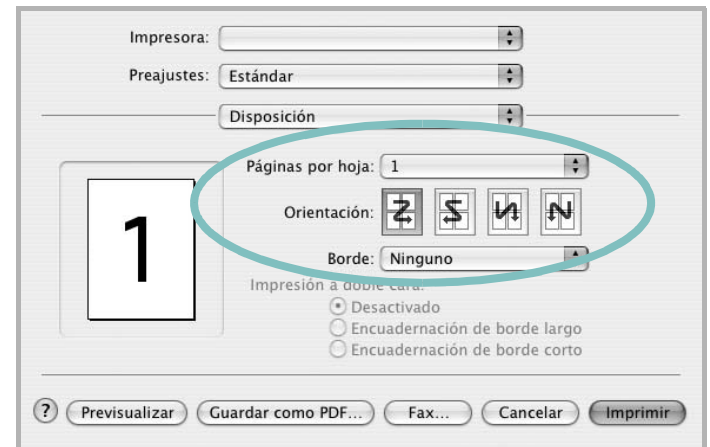 Impresora:
Preajustes: Estándar
Disposición
Páginas por hoja: 1
1
Orientación:
Borde: Ninguno
Impresión a doble cara:
Desactivado
Encuadernación de borde largo
Encuadernación de borde corto
? Previsualizar Guardar como PDF... Fax... Cancelar Imprimir